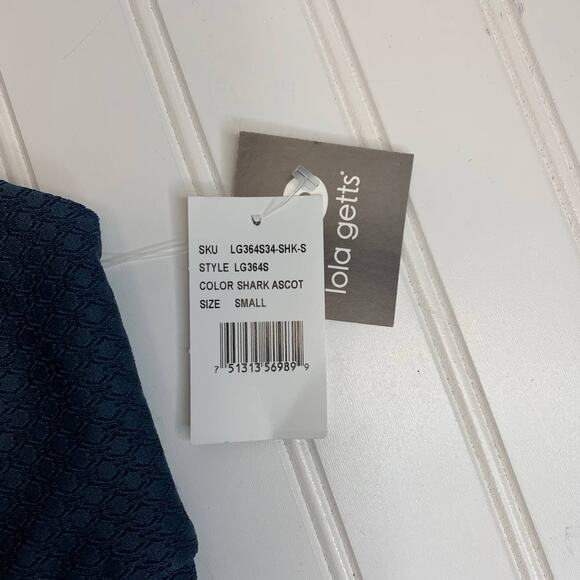 SKU LG364S34-SHK-S
STYLE LG364S
COLOR SHARK ASCOT
SIZE SMALL
7 51313 56989 9
lola getts®